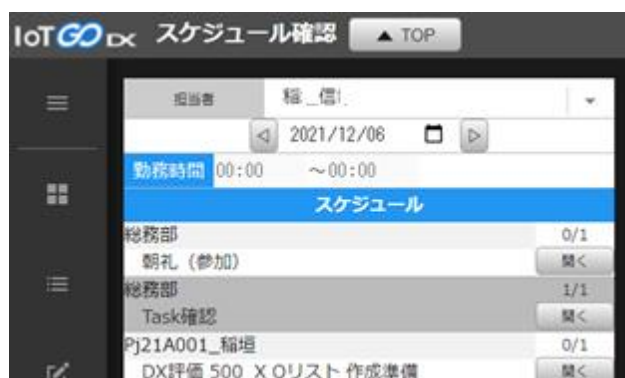 IoTGO DX スケジュール確認 ▲ TOP
担当者
2021/12/06
勤務時間 00:00 ～00:00
スケジュール
総務部 0/1
朝礼（参加） 開く
総務部 1/1
Task確認 開く
Pj21A001_稲垣 0/1
DX評価 500_X Oリスト 作成準備 開く